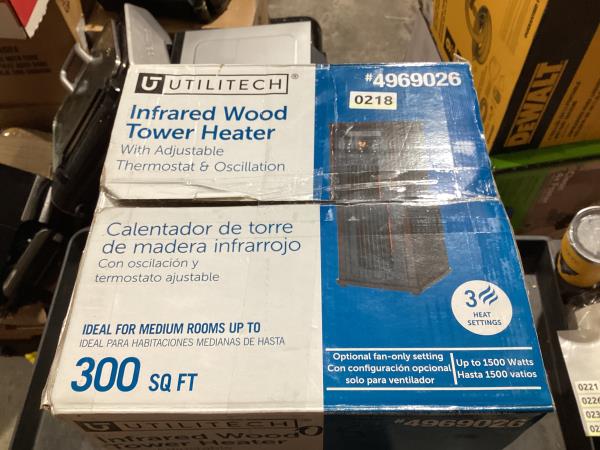 UTILITECH®
#4969026
0218
Infrared Wood
Tower Heater
With Adjustable
Thermostat & Oscillation
Calentador de torre
de madera infrarrojo
Con oscilación y
termostato ajustable
3
HEAT
SETTINGS
IDEAL FOR MEDIUM ROOMS UP TO
IDEAL PARA HABITACIONES MEDIANAS DE HASTA
300 SQ FT
Optional fan-only setting
Con configuración opcional
solo para ventilador
Up to 1500 Watts
Hasta 1500 vatios
UTILITECH
#4969026
Infrared Wood
Tower Heater
DEWALT
0221